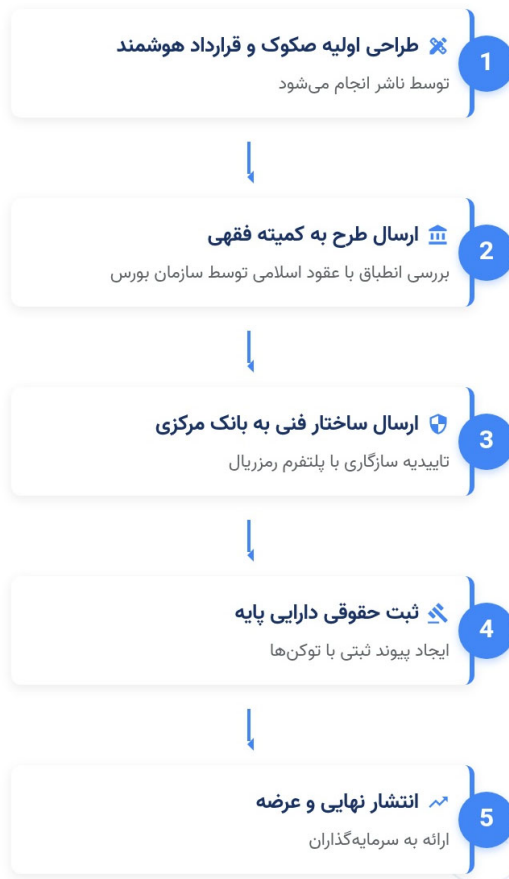 1
طراحی اولیه صکوک و قرارداد هوشمند
توسط ناشر انجام می‌شود
2
ارسال طرح به کمیته فقهی
بررسی انطباق با عقود اسلامی توسط سازمان بورس
3
ارسال ساختار فنی به بانک مرکزی
تاییدیه سازگاری با پلتفرم رمزریال
4
ثبت حقوقی دارایی پایه
ایجاد پیوند ثبتی با توکن‌ها
5
انتشار نهایی و عرضه
ارائه به سرمایه‌گذاران